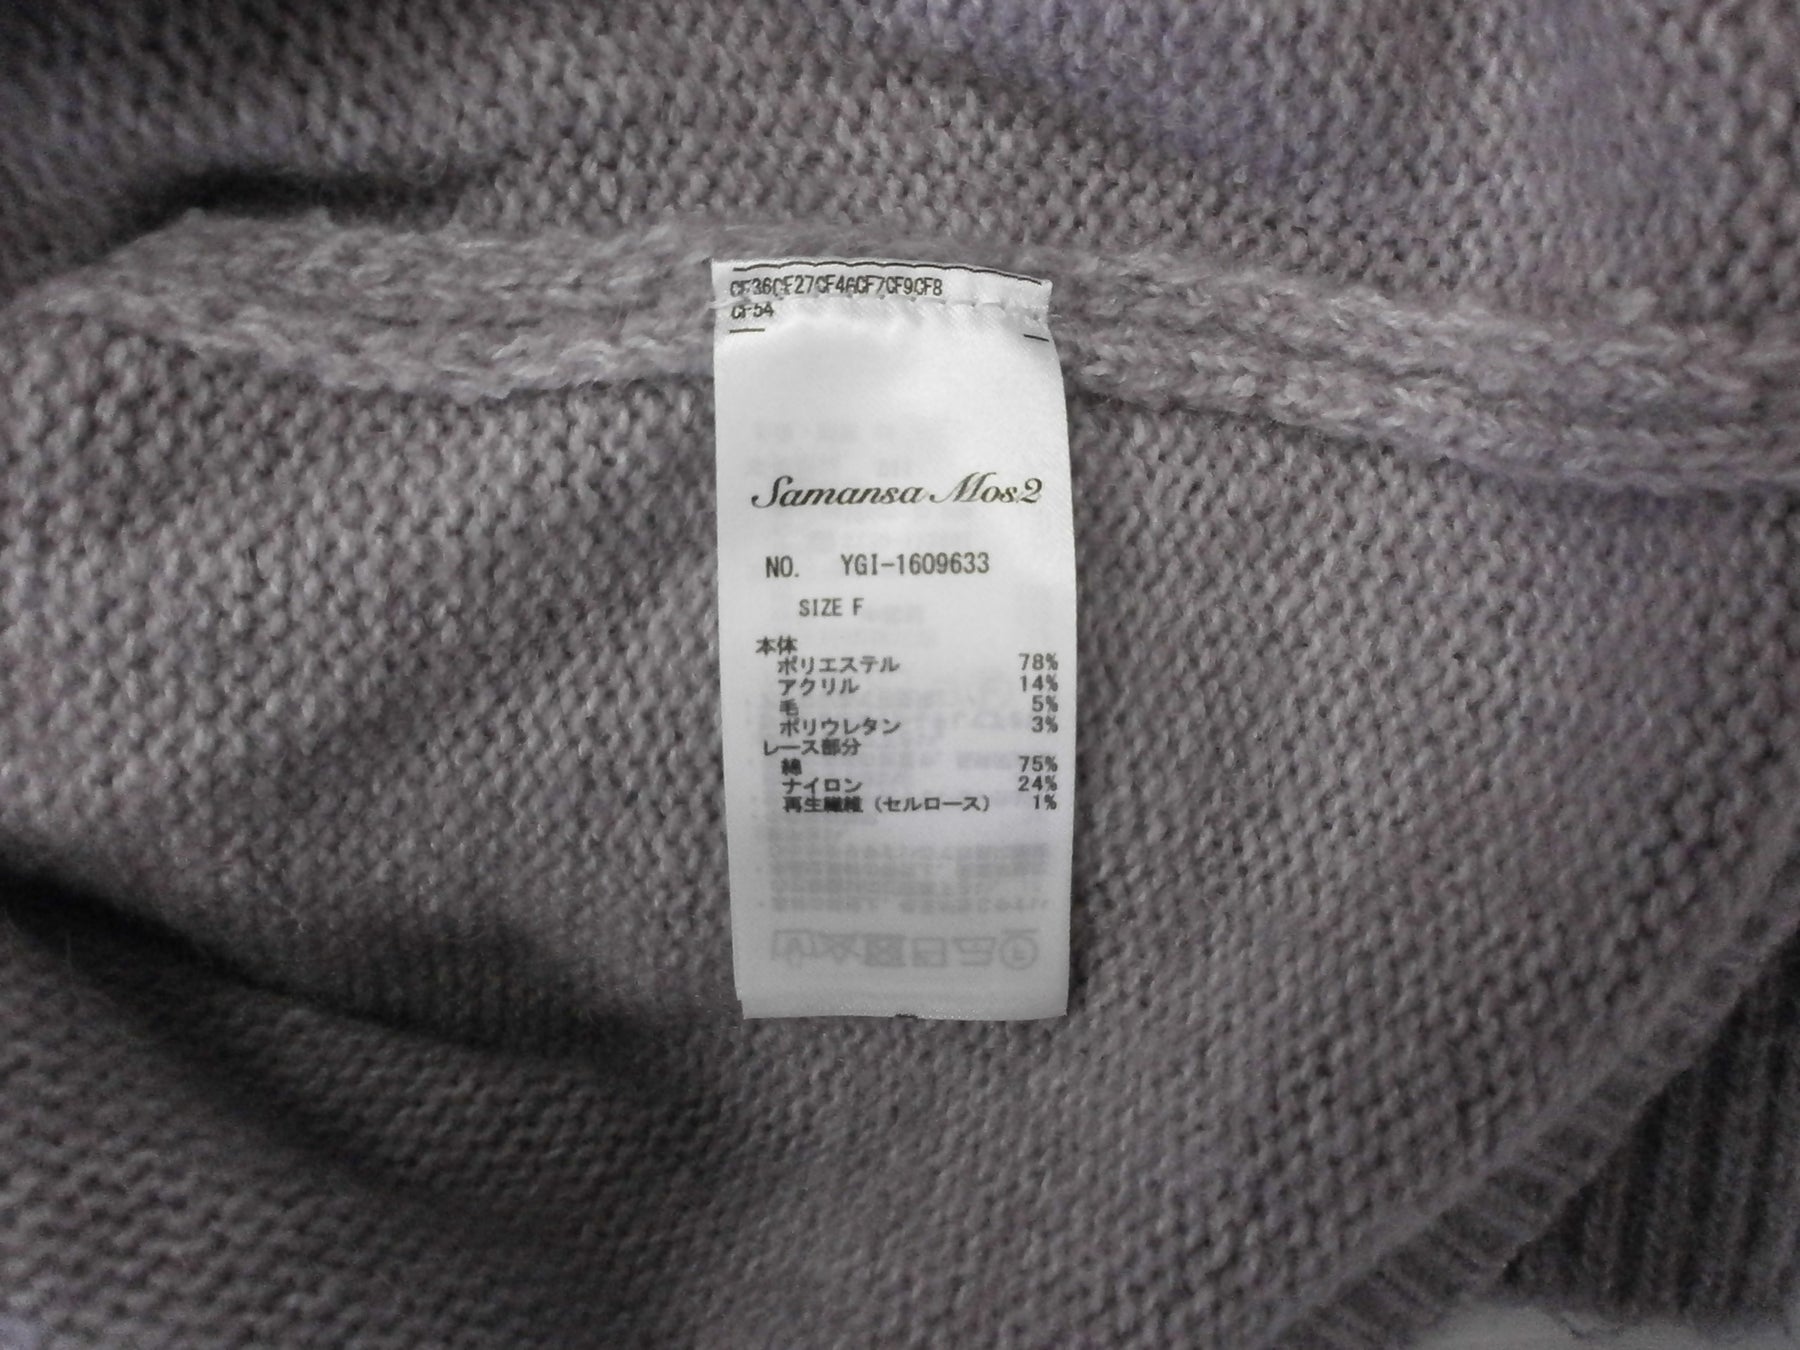 CF36CF27CF46CF7CF9CF8
CF54
Samansa Mos2
NO. YGI-1609633
SIZE F
本体
ポリエステル 78%
アクリル 14%
毛 5%
ポリウレタン 3%
レース部分
綿 75%
ナイロン 24%
再生繊維（セルロース） 1%